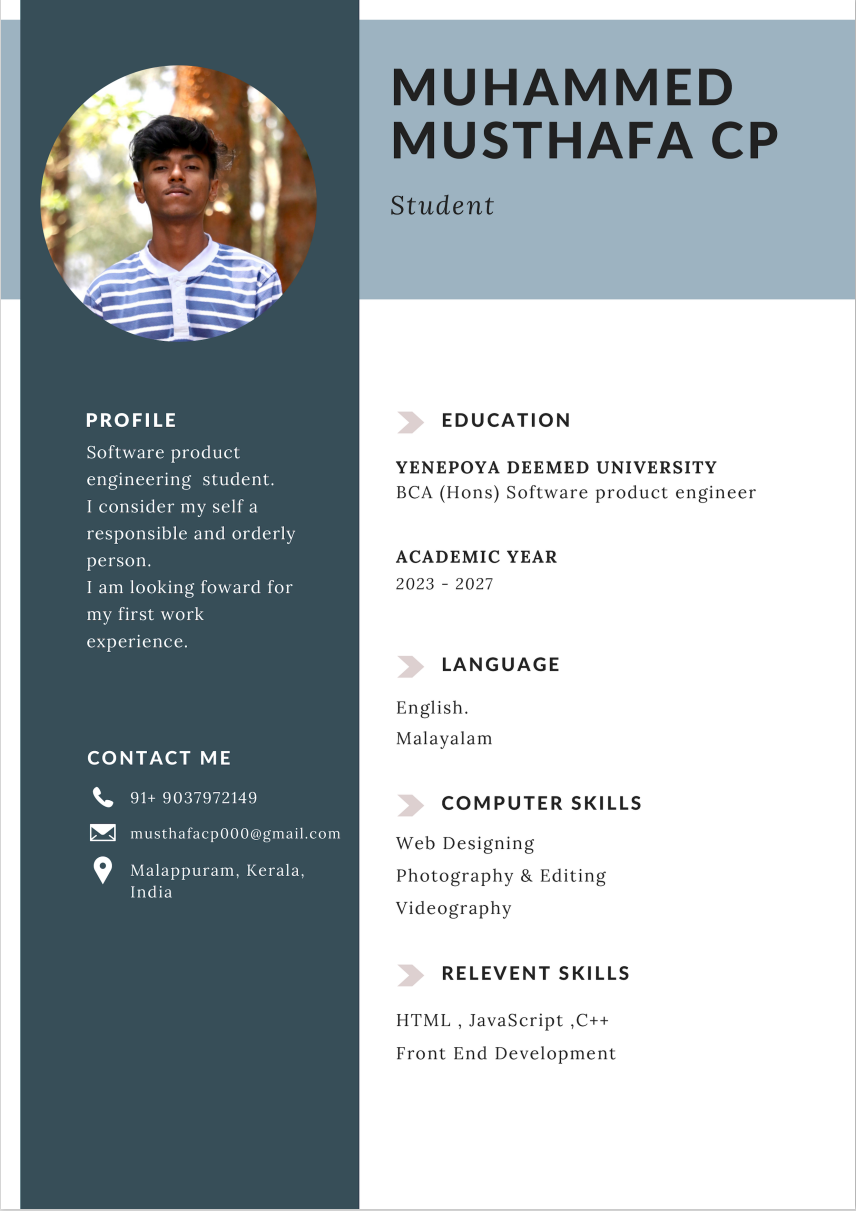 MUHAMMED
MUSTHAFA CP
Student
PROFILE
Software product
engineering student.
I consider my self a
responsible and orderly
person.
I am looking foward for
my first work
experience.
CONTACT ME
91+ 9037972149
musthafacp000@gmail.com
Malappuram, Kerala,
India
EDUCATION
YENEPOYA DEEMED UNIVERSITY
BCA (Hons) Software product engineer
ACADEMIC YEAR
2023 - 2027
LANGUAGE
English.
Malayalam
COMPUTER SKILLS
Web Designing
Photography & Editing
Videography
RELEVENT SKILLS
HTML , JavaScript ,C++
Front End Development